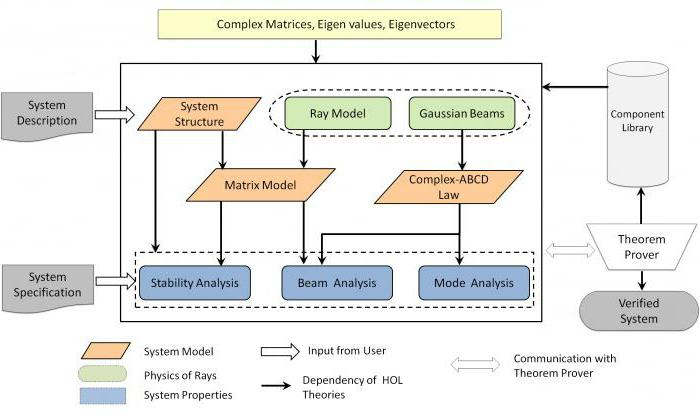 Complex Matrices, Eigen values, Eigenvectors
System
Description
System
Structure
Ray Model
Gaussian Beams
Component
Library
Matrix Model
Complex-ABCD
Law
Theorem
Prover
System
Specification
Stability Analysis
Beam Analysis
Mode Analysis
Verified
System
System Model
Input from User
Communication with
Theorem Prover
Physics of Rays
Dependency of HOL
Theories
System Properties